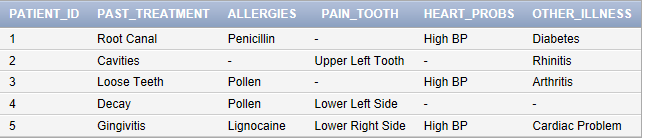 PATIENT_ID PAST_TREATMENT ALLERGIES PAIN_TOOTH HEART_PROBS OTHER_ILLNESS
1 Root Canal Penicillin - High BP Diabetes
2 Cavities - Upper Left Tooth - Rhinitis
3 Loose Teeth Pollen - High BP Arthritis
4 Decay Pollen Lower Left Side - -
5 Gingivitis Lignocaine Lower Right Side High BP Cardiac Problem